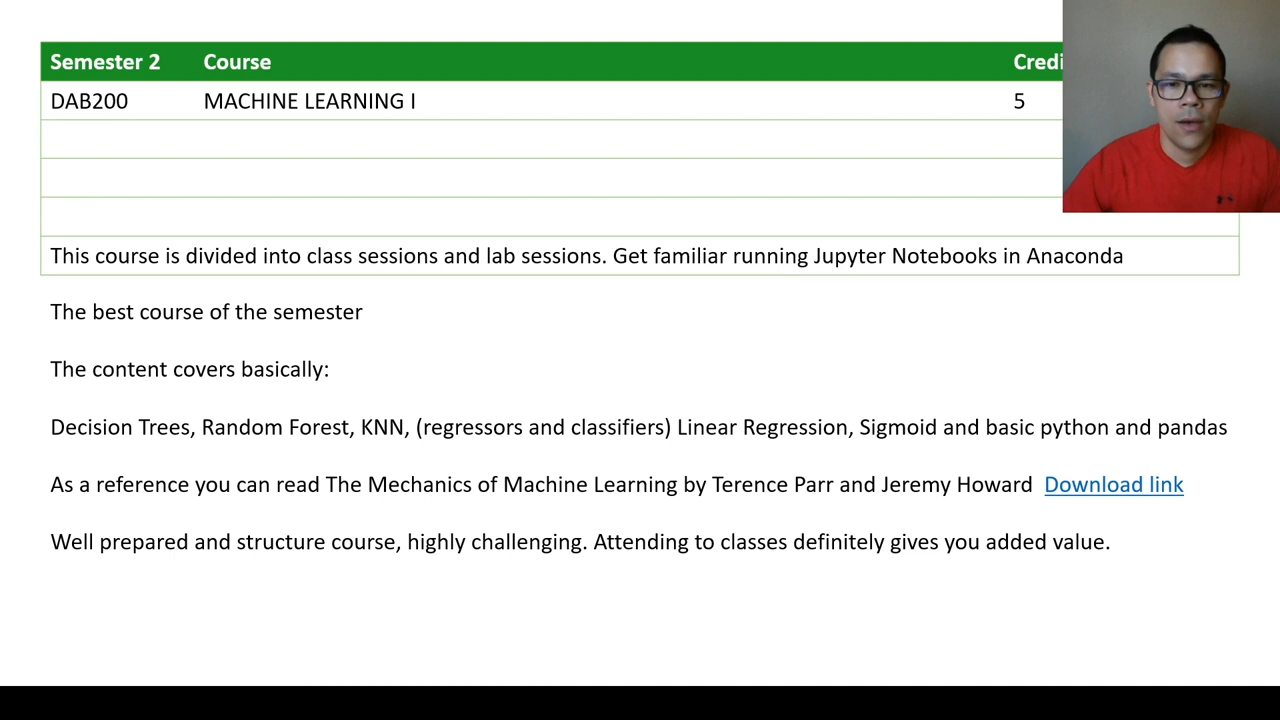 Semester 2 Course Credi
DAB200 MACHINE LEARNING I 5
This course is divided into class sessions and lab sessions. Get familiar running Jupyter Notebooks in Anaconda
The best course of the semester
The content covers basically:
Decision Trees, Random Forest, KNN, (regressors and classifiers) Linear Regression, Sigmoid and basic python and pandas
As a reference you can read The Mechanics of Machine Learning by Terence Parr and Jeremy Howard Download link
Well prepared and structure course, highly challenging. Attending to classes definitely gives you added value.